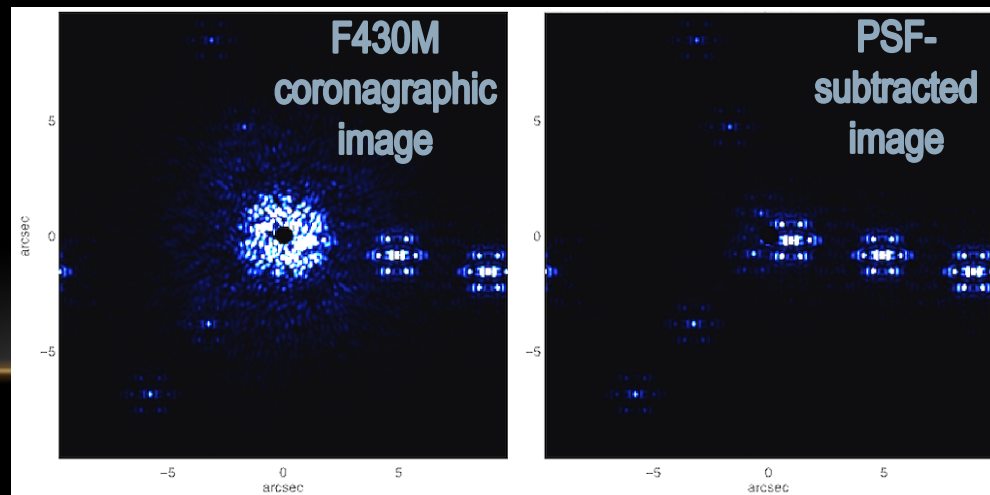 F430M
coronagraphic
image
PSF-
subtracted
image
5
0
−5
arcsec
−5
0
5
arcsec
5
0
−5
−5
0
5
arcsec